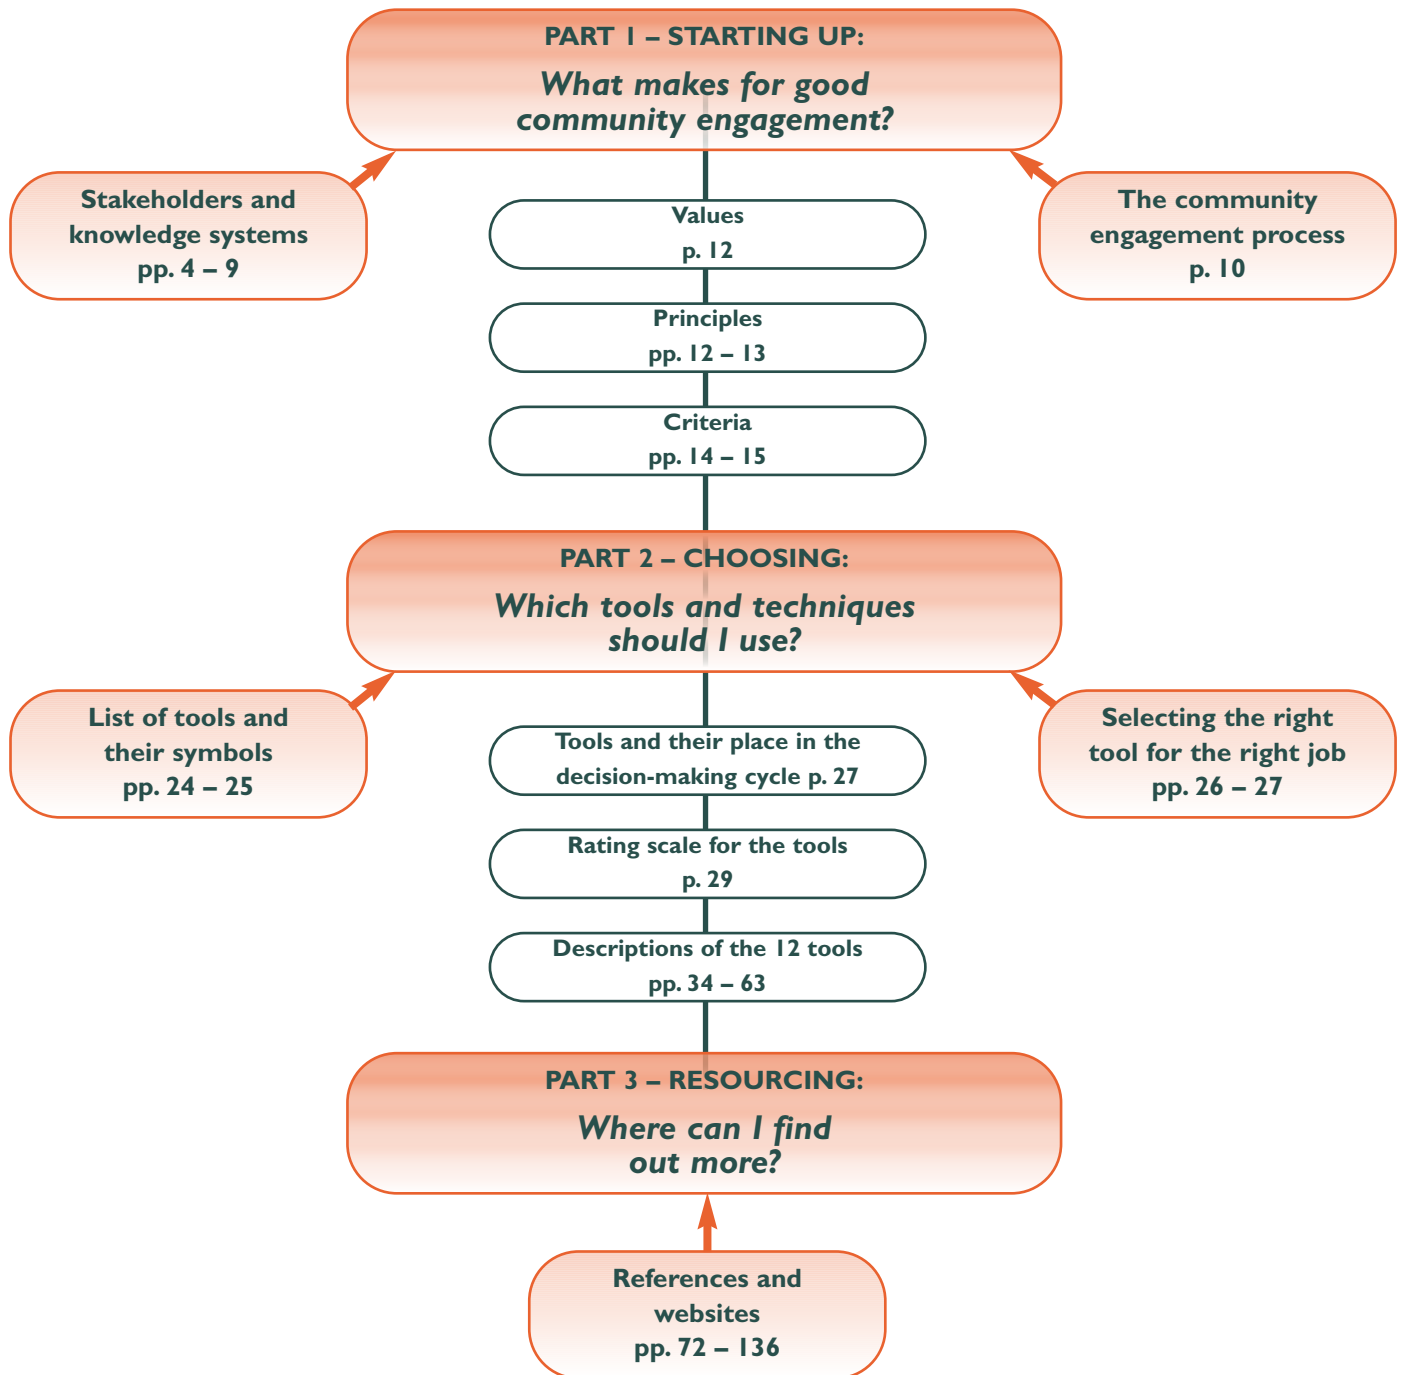 PART 1 – STARTING UP:
What makes for good
community engagement?
Stakeholders and
knowledge systems
pp. 4 – 9
The community
engagement process
p. 10
Values
p. 12
Principles
pp. 12 – 13
Criteria
pp. 14 – 15
PART 2 – CHOOSING:
Which tools and techniques
should I use?
List of tools and
their symbols
pp. 24 – 25
Selecting the right
tool for the right job
pp. 26 – 27
Tools and their place in the
decision-making cycle p. 27
Rating scale for the tools
p. 29
Descriptions of the 12 tools
pp. 34 – 63
PART 3 – RESOURCING:
Where can I find
out more?
References and
websites
pp. 72 – 136